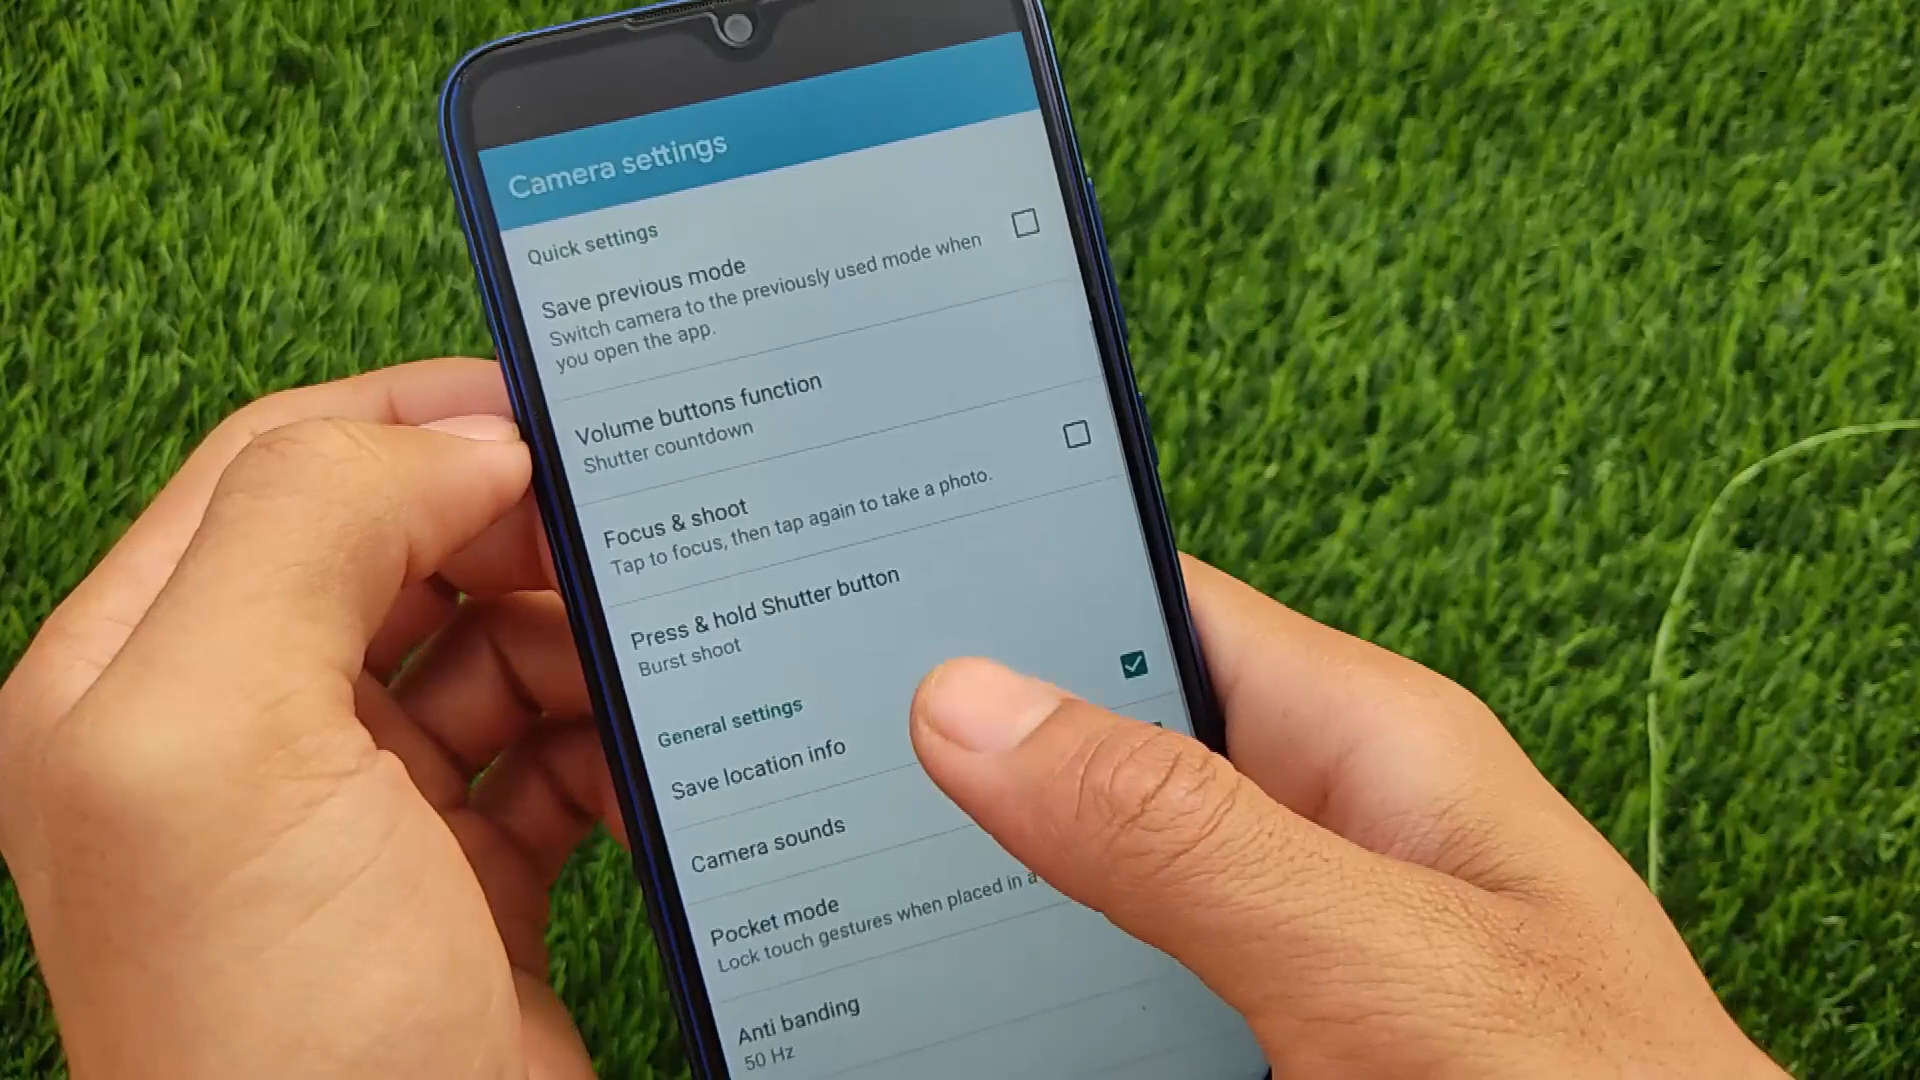 Camera settings
Quick settings
Save previous mode
Switch camera to the previously used mode when
you open the app.
Volume buttons function
Shutter countdown
Focus & shoot
Tap to focus, then tap again to take a photo.
Press & hold Shutter button
Burst shoot
General settings
Save location info
Camera sounds
Pocket mode
Lock touch gestures when placed in a
Anti banding
50 Hz